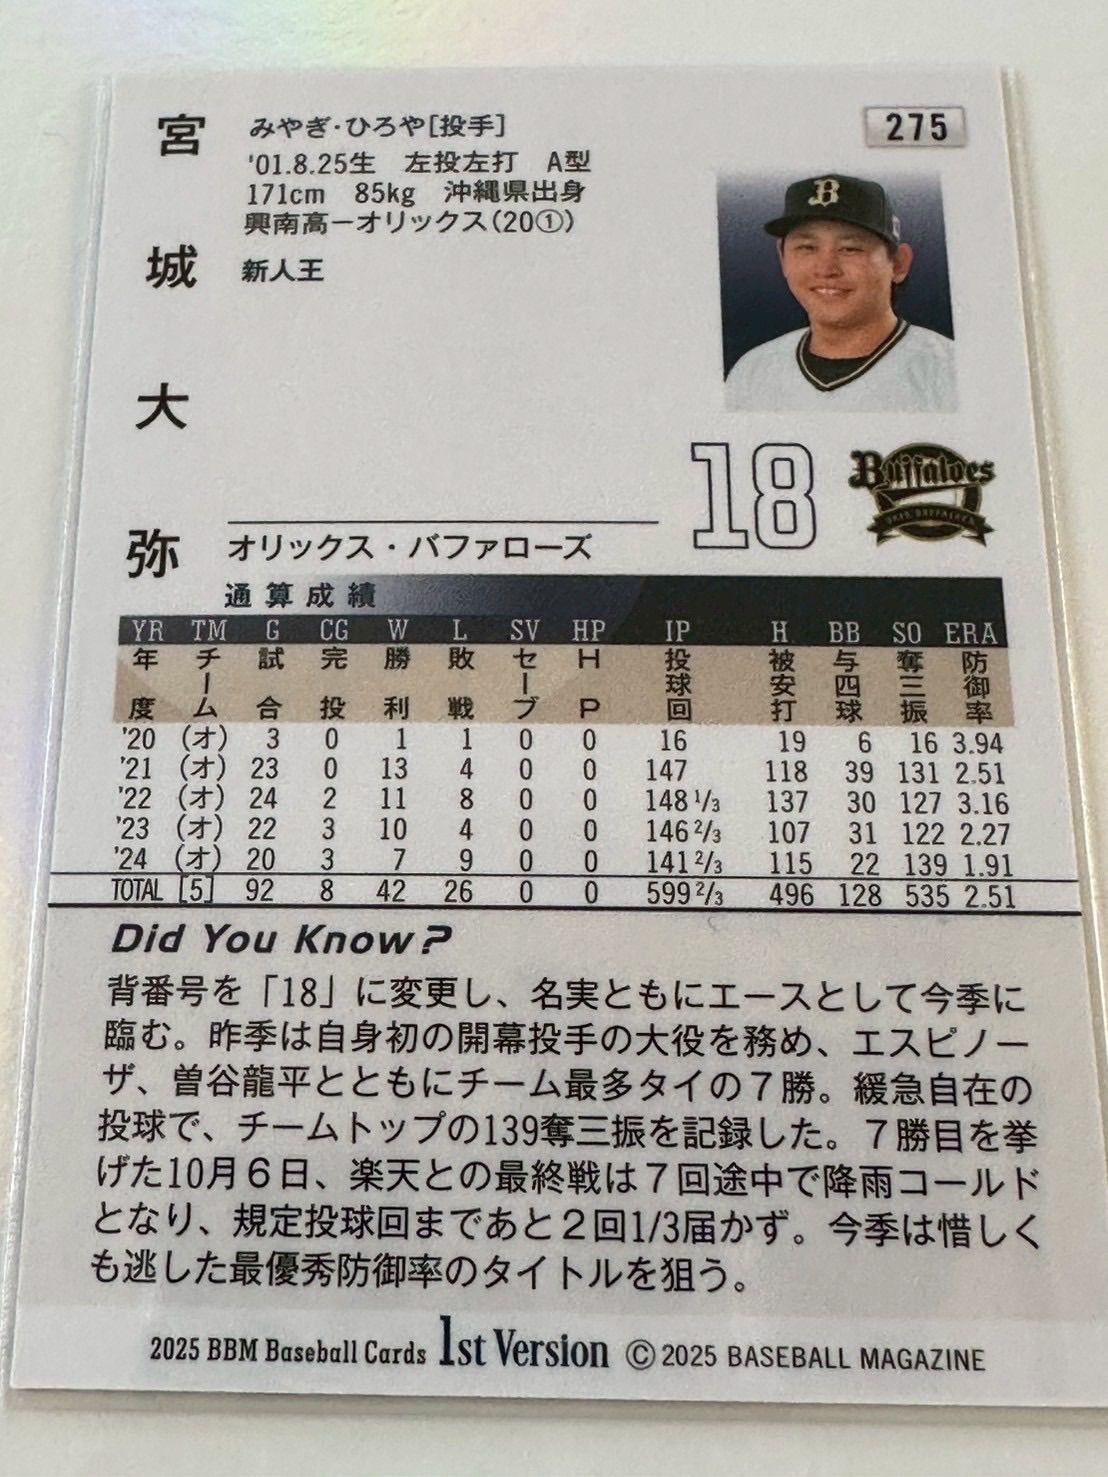 宮城大弥
みやぎ・ひろや[投手]
275
'01.8.25生 左投左打 A型
171cm 85kg 沖縄県出身
興南高ーオリックス(20①)
新人王
B
18
Buffaloes
ORIX BUFFALOES
オリックス・バファローズ
通算成績
YR TM G CG W L SV HP IP H BB SO ERA
年度 チーム 試合 完投 勝利 敗戦 セーブ HP 投球回 被安打 与四球 奪三振 防御率
'20 (オ) 3 0 1 1 0 0 16 19 6 16 3.94
'21 (オ) 23 0 13 4 0 0 147 118 39 131 2.51
'22 (オ) 24 2 11 8 0 0 148 1/3 137 30 127 3.16
'23 (オ) 22 3 10 4 0 0 146 2/3 107 31 122 2.27
'24 (オ) 20 3 7 9 0 0 141 2/3 115 22 139 1.91
TOTAL [5] 92 8 42 26 0 0 599 2/3 496 128 535 2.51
Did You Know?
背番号を「18」に変更し、名実ともにエースとして今季に
臨む。昨季は自身初の開幕投手の大役を務め、エスピノー
ザ、曽谷龍平とともにチーム最多タイの７勝。緩急自在の
投球で、チームトップの139奪三振を記録した。７勝目を挙
げた10月６日、楽天との最終戦は７回途中で降雨コールド
となり、規定投球回まであと２回1/3届かず。今季は惜しく
も逃した最優秀防御率のタイトルを狙う。
2025 BBM Baseball Cards 1st Version ©2025 BASEBALL MAGAZINE